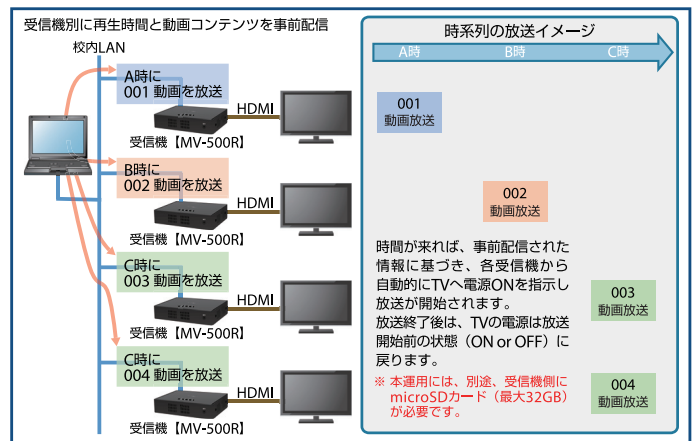 受信機別に再生時間と動画コンテンツを事前配信
校内LAN
A時に
001 動画を放送
HDMI
受信機【MV-500R】
B時に
002 動画を放送
HDMI
受信機【MV-500R】
C時に
003 動画を放送
HDMI
受信機【MV-500R】
C時に
004 動画を放送
HDMI
受信機【MV-500R】
時系列の放送イメージ
A時 B時 C時
001
動画放送
002
動画放送
時間が来れば、事前配信された
情報に基づき、各受信機から
自動的にTVへ電源ONを指示し
放送が開始されます。
放送終了後は、TVの電源は放送
開始前の状態（ON or OFF）に
戻ります。
※ 本運用には、別途、受信機側に
microSDカード（最大32GB）
が必要です。
003
動画放送
004
動画放送